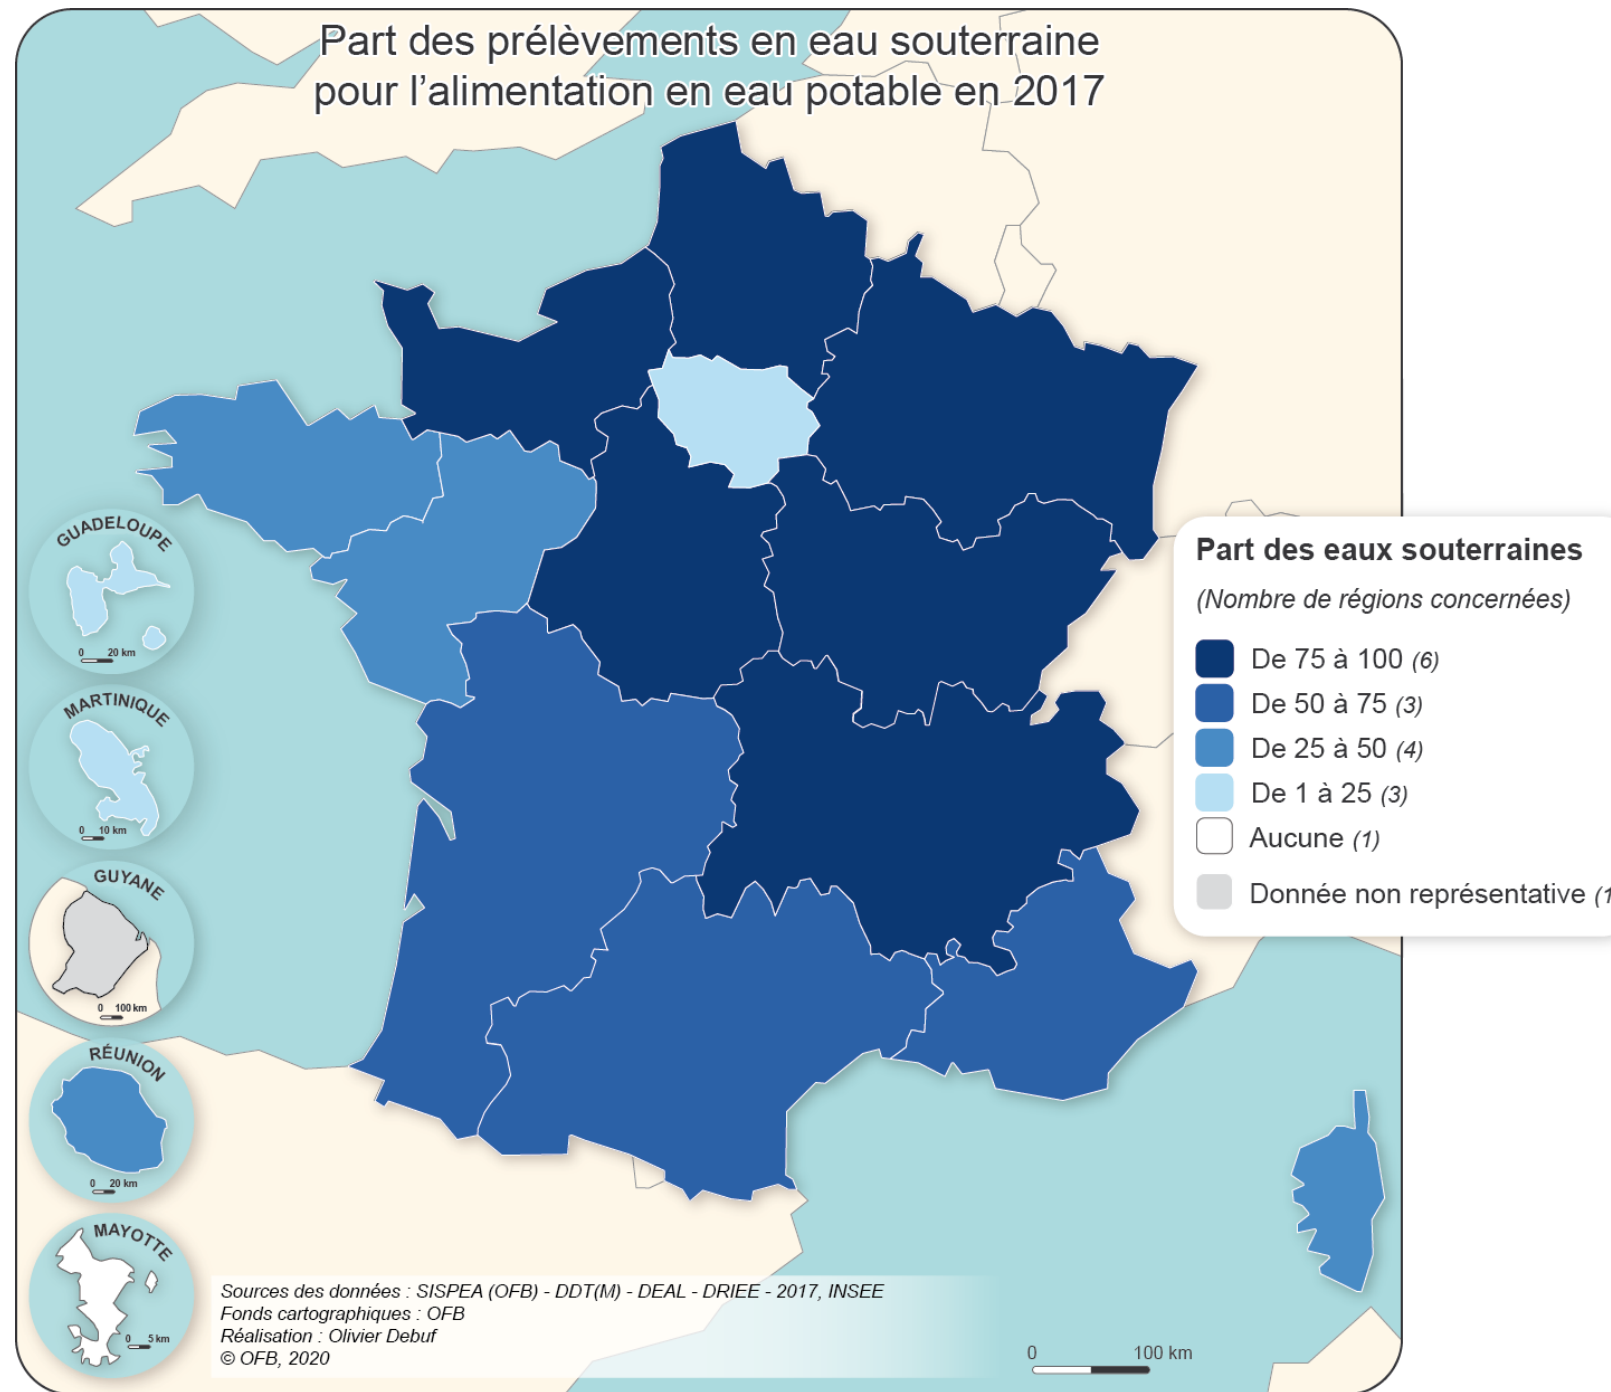 Part des prélèvements en eau souterraine
pour l'alimentation en eau potable en 2017
GUADELOUPE
0 20 km
MARTINIQUE
0 10 km
GUYANE
0 100 km
RÉUNION
0 20 km
MAYOTTE
0 5 km
Part des eaux souterraines
(Nombre de régions concernées)
De 75 à 100 (6)
De 50 à 75 (3)
De 25 à 50 (4)
De 1 à 25 (3)
Aucune (1)
Donnée non représentative (1
Sources des données : SISPEA (OFB) - DDT(M) - DEAL - DRIEE - 2017, INSEE
Fonds cartographiques : OFB
Réalisation : Olivier Debuf
© OFB, 2020
0 100 km